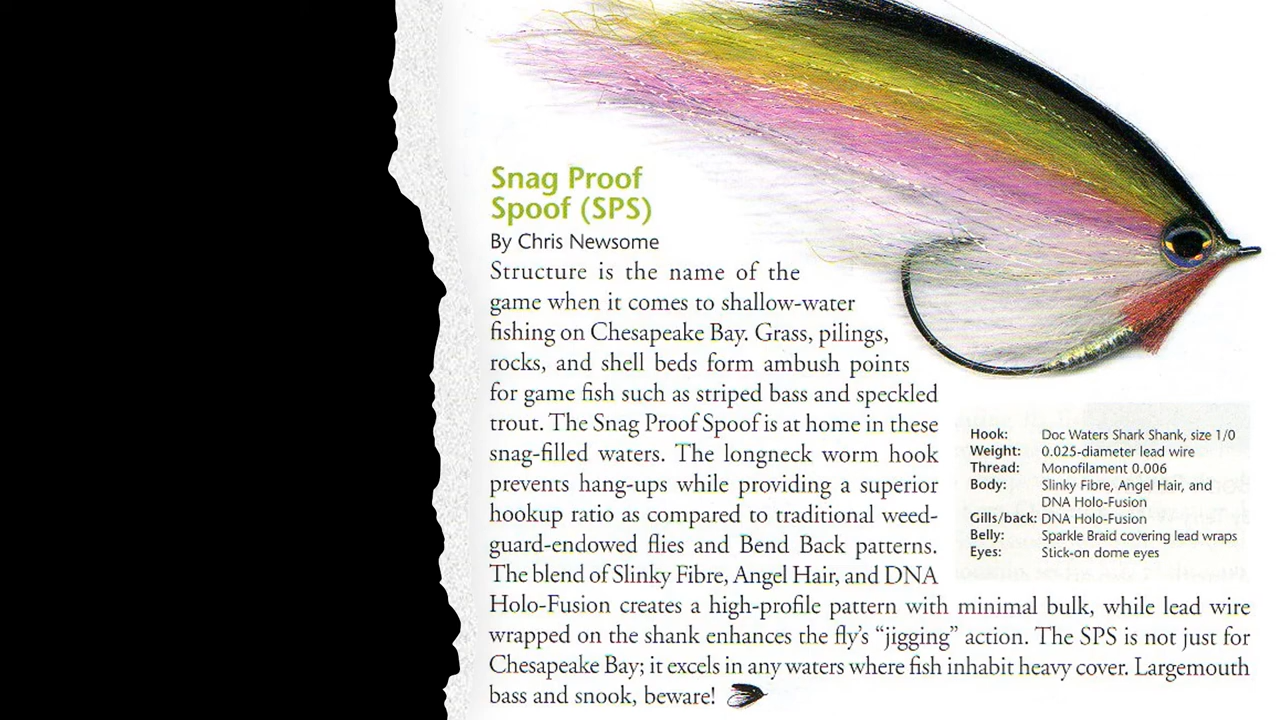 Snag Proof
Spoof (SPS)
By Chris Newsome
Structure is the name of the
game when it comes to shallow-water
fishing on Chesapeake Bay. Grass, pilings,
rocks, and shell beds form ambush points
for game fish such as striped bass and speckled
trout. The Snag Proof Spoof is at home in these
snag-filled waters. The longneck worm hook
prevents hang-ups while providing a superior
hookup ratio as compared to traditional weed-
guard-endowed flies and Bend Back patterns.
The blend of Slinky Fibre, Angel Hair, and DNA
Holo-Fusion creates a high-profile pattern with minimal bulk, while lead wire
wrapped on the shank enhances the fly's “jigging” action. The SPS is not just for
Chesapeake Bay; it excels in any waters where fish inhabit heavy cover. Largemouth
bass and snook, beware!
Hook: Doc Waters Shark Shank, size 1/0
Weight: 0.025-diameter lead wire
Thread: Monofilament 0.006
Body: Slinky Fibre, Angel Hair, and
DNA Holo-Fusion
Gills/back: DNA Holo-Fusion
Belly: Sparkle Braid covering lead wraps
Eyes: Stick-on dome eyes